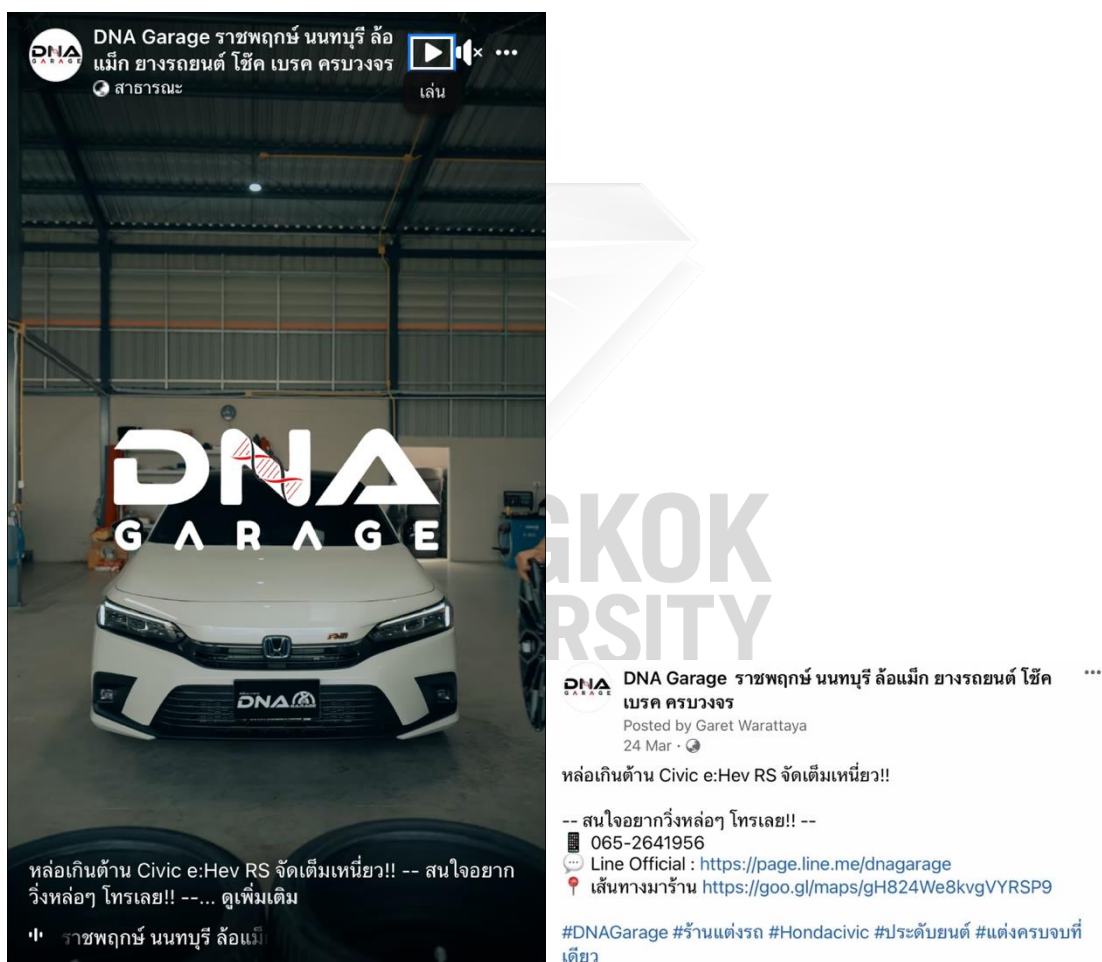 DNA Garage ราชพฤกษ์ นนทบุรี ล้อ
แม็ก ยางรถยนต์ โช๊ค เบรค ครบวงจร
สาธารณะ
เล่น
DNA
GARAGE
DNA
GARAGE
DNA
หล่อเกินต้าน Civic e:Hev RS จัดเต็มเหนี่ยว!! -- สนใจอยาก
วิ่งหล่อๆ โทรเลย!! --... ดูเพิ่มเติม
ราชพฤกษ์ นนทบุรี ล้อแม็
GKOK
RSITY
DNA
GARAGE
DNA Garage ราชพฤกษ์ นนทบุรี ล้อแม็ก ยางรถยนต์ โช๊ค
เบรค ครบวงจร
Posted by Garet Warattaya
24 Mar ·
หล่อเกินต้าน Civic e:Hev RS จัดเต็มเหนี่ยว!!
-- สนใจอยากวิ่งหล่อๆ โทรเลย!! --
065-2641956
Line Official : https://page.line.me/dnagarage
เส้นทางมาร้าน https://goo.gl/maps/gH824We8kvgVYRSP9
#DNAGarage #ร้านแต่งรถ #Hondacivic #ประดับยนต์ #แต่งครบจบที่
เดียว